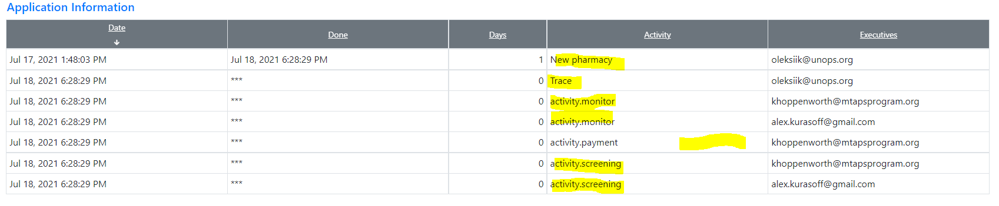 Application Information
Date Done Days Activity Executives
Jul 17, 2021 1:48:03 PM Jul 18, 2021 6:28:29 PM 1 New pharmacy oleksiik@unops.org
Jul 18, 2021 6:28:29 PM *** 0 Trace oleksiik@unops.org
Jul 18, 2021 6:28:29 PM *** 0 activity.monitor khoppenworth@mtapsprogram.org
Jul 18, 2021 6:28:29 PM *** 0 activity.monitor alex.kurasoff@gmail.com
Jul 18, 2021 6:28:29 PM *** 0 activity.payment khoppenworth@mtapsprogram.org
Jul 18, 2021 6:28:29 PM *** 0 activity.screening khoppenworth@mtapsprogram.org
Jul 18, 2021 6:28:29 PM *** 0 activity.screening alex.kurasoff@gmail.com